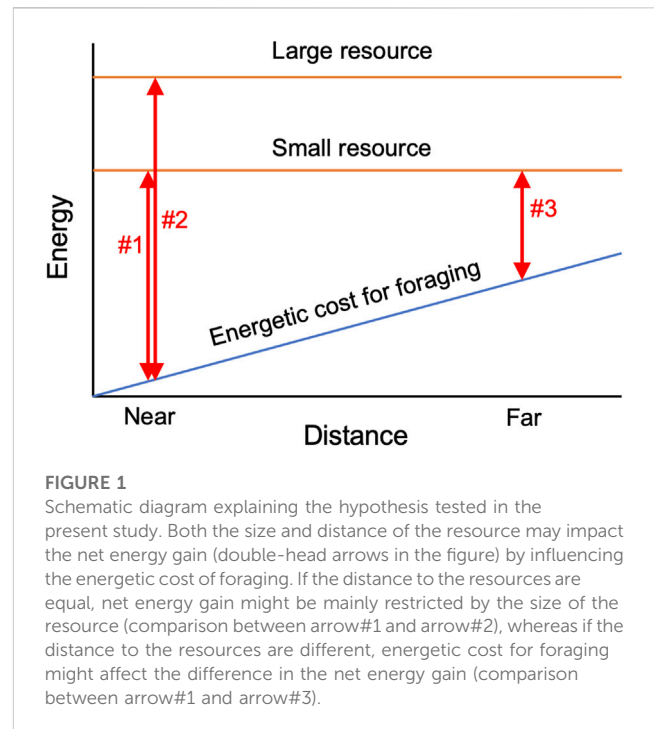 Large resource
Small resource
#1
#2
#3
Energetic cost for foraging
Energy
Near
Far
Distance
FIGURE 1
Schematic diagram explaining the hypothesis tested in the
present study. Both the size and distance of the resource may impact
the net energy gain (double-head arrows in the figure) by influencing
the energetic cost of foraging. If the distance to the resources are
equal, net energy gain might be mainly restricted by the size of the
resource (comparison between arrow#1 and arrow#2), whereas if the
distance to the resources are different, energetic cost for foraging
might affect the difference in the net energy gain (comparison
between arrow#1 and arrow#3).